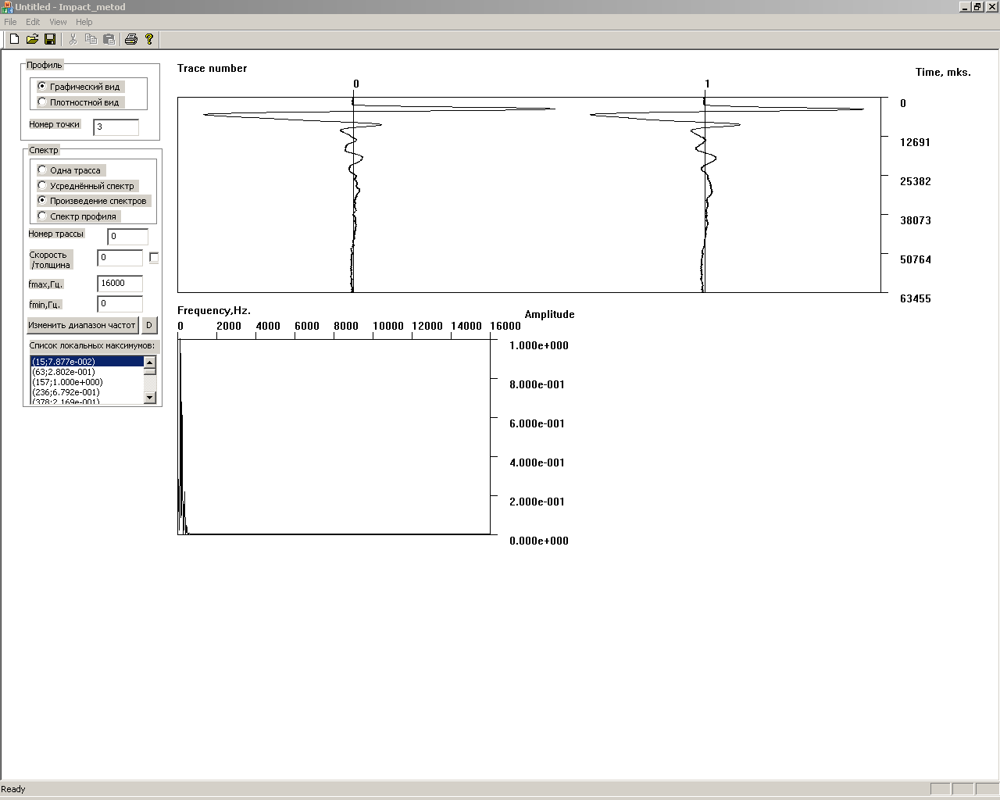 Untitled - Impact_metod
File Edit View Help
Профиль
Графический вид
Плотностной вид
Номер точки 3
Спектр
Одна трасса
Усреднённый спектр
Произведение спектров
Спектр профиля
Номер трассы 0
Скорость
/толщина 0
fmax,Гц. 16000
fmin,Гц. 0
Изменить диапазон частот D
Список локальных максимумов:
(15;7.877e-002)
(63;2.802e-001)
(157;1.000e+000)
(236;6.792e-001)
(378;2.169e-001)
Trace number
0 1
Time, mks.
0
12691
25382
38073
50764
63455
Frequency,Hz.
0 2000 4000 6000 8000 10000 12000 14000 16000
Amplitude
1.000e+000
8.000e-001
6.000e-001
4.000e-001
2.000e-001
0.000e+000
Ready